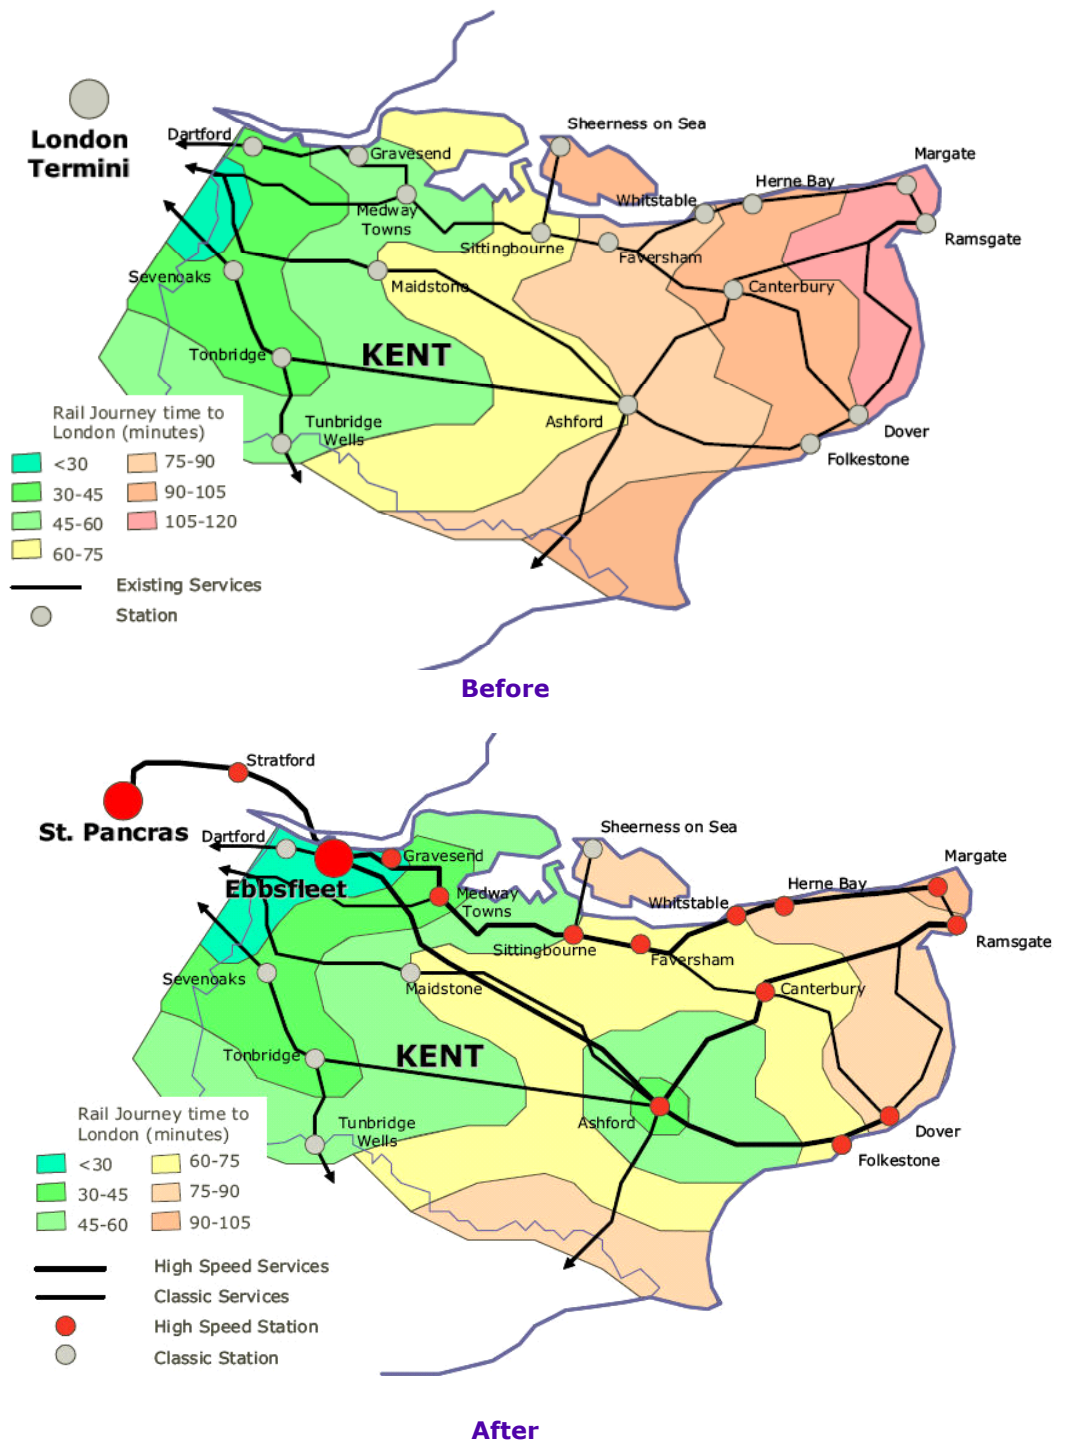 Sheerness on Sea
London
Termini
Dartford
Gravesend
Margate
Herne Bay
Whitstable
Medway
Towns
Sittingbourne
Faversham
Ramsgate
Sevenoaks
Maidstone
Canterbury
Tonbridge
KENT
Rail Journey time to
London (minutes)
Tunbridge
Wells
Ashford
Dover
Folkestone
<30
75-90
30-45
90-105
45-60
105-120
60-75
Existing Services
Station
Before
Stratford
St. Pancras
Dartford
Sheerness on Sea
Ebbsfleet
Gravesend
Margate
Herne Bay
Whitstable
Medway
Towns
Sittingbourne
Faversham
Ramsgate
Sevenoaks
Maidstone
Canterbury
Tonbridge
KENT
Rail Journey time to
London (minutes)
Tunbridge
Wells
Ashford
Dover
Folkestone
<30
60-75
30-45
75-90
45-60
90-105
High Speed Services
Classic Services
High Speed Station
Classic Station
After